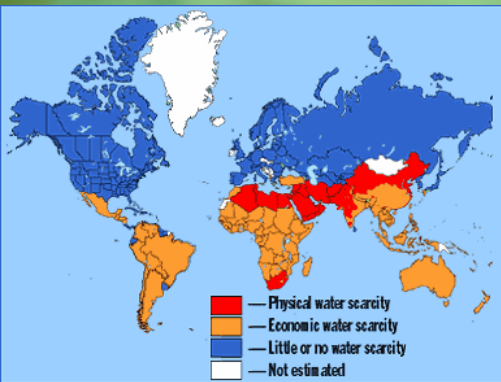 — Physical water scarcity
— Economic water scarcity
— Little or no water scarcity
— Not estimated